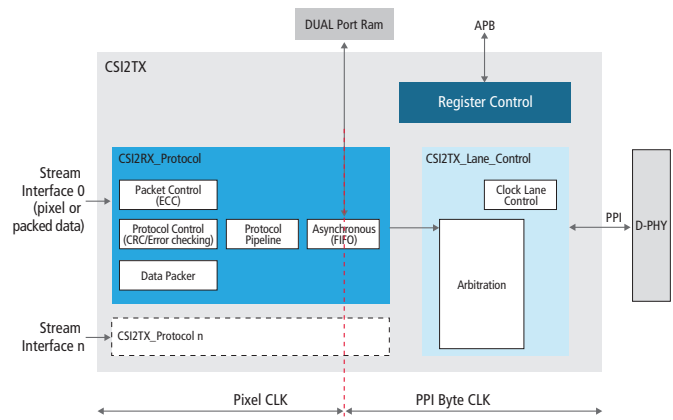 DUAL Port Ram
APB
CSI2TX
Register Control
CSI2RX_Protocol
CSI2TX_Lane_Control
Stream
Interface 0
(pixel or
packed data)
Packet Control
(ECC)
Clock Lane
Control
Protocol Control
(CRC/Error checking)
Protocol
Pipeline
Asynchronous
(FIFO)
PPI
D-PHY
Data Packer
Arbitration
Stream
Interface n
CSI2TX_Protocol n
Pixel CLK
PPI Byte CLK